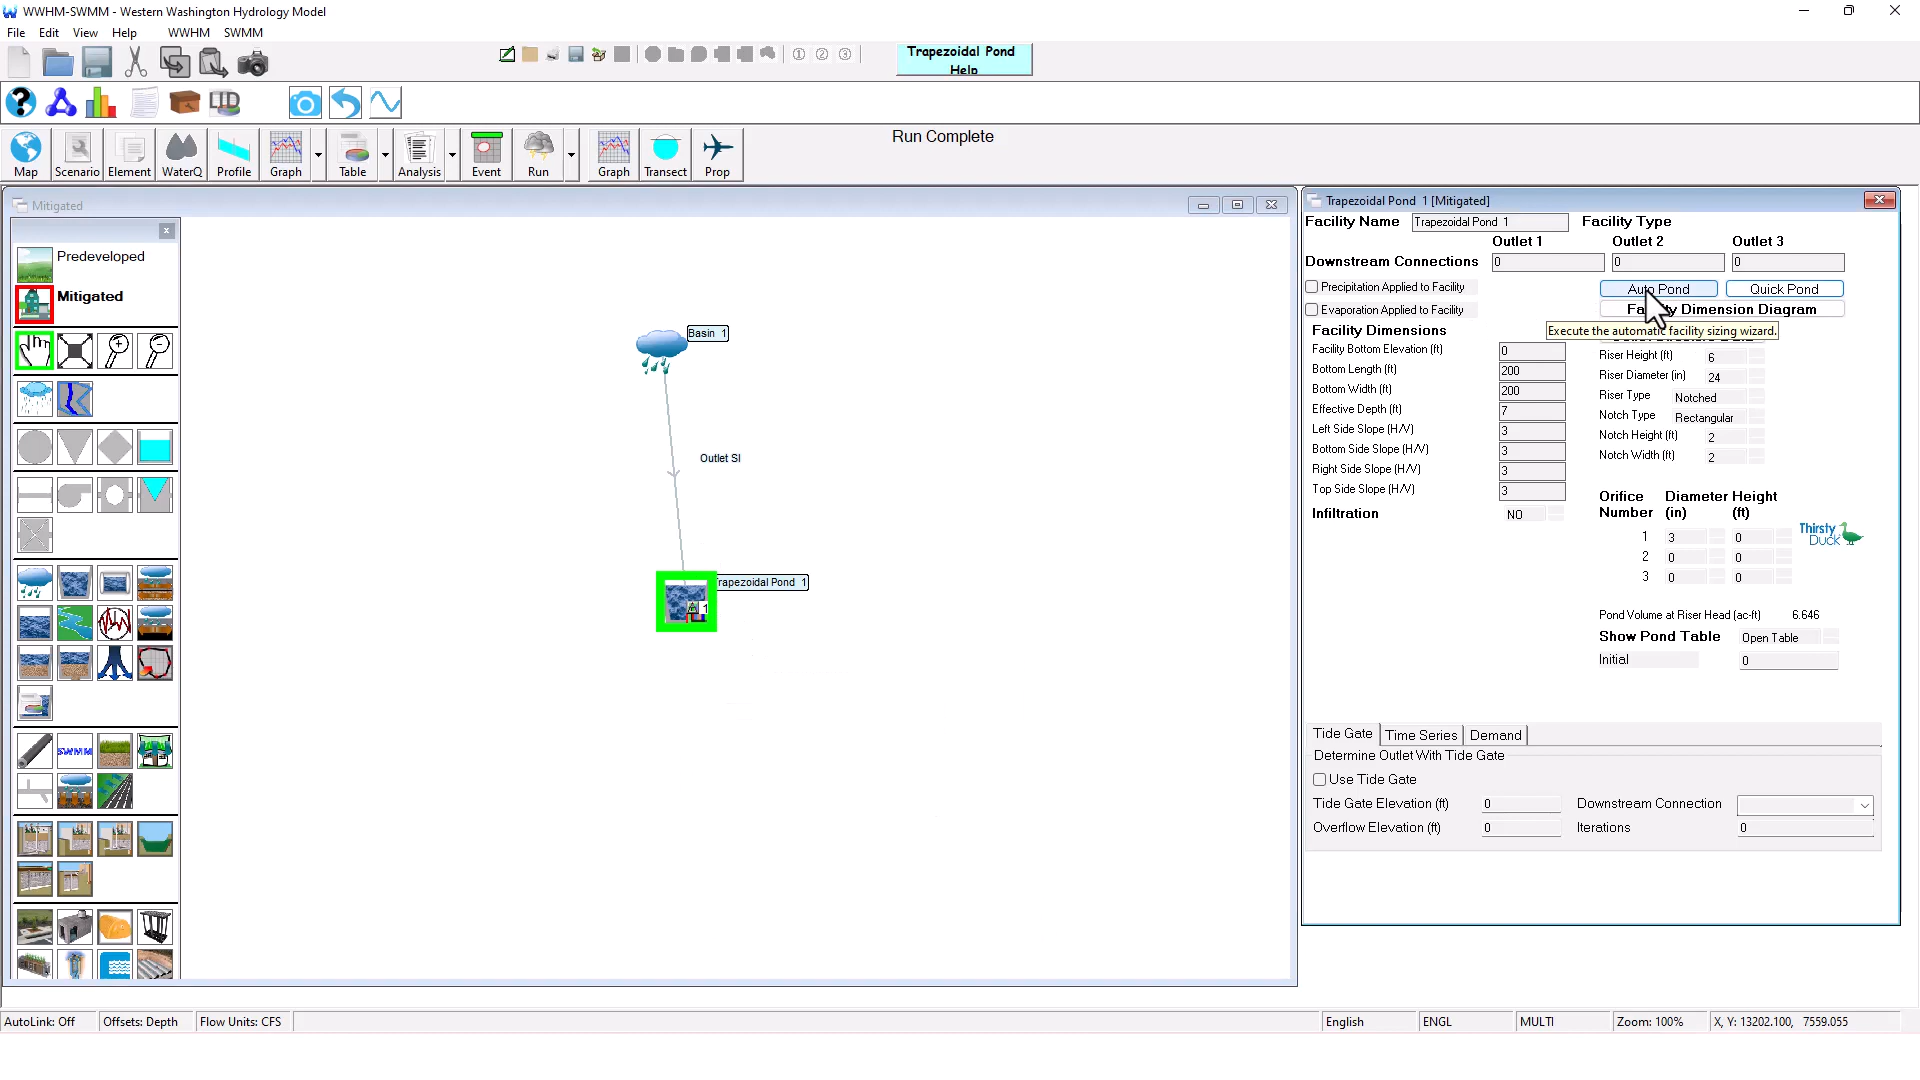 WWHM-SWMM - Western Washington Hydrology Model
File Edit View Help WWHM SWMM
Trapezoidal Pond
Help
Map Scenario Element WaterQ Profile Graph Table Analysis Event Run Graph Transect Prop
Run Complete
Mitigated
Predeveloped
Mitigated
SWMM
Basin 1
Outlet SI
Trapezoidal Pond 1
1
Trapezoidal Pond 1 [Mitigated]
Facility Name Trapezoidal Pond 1 Facility Type
Outlet 1 Outlet 2 Outlet 3
Downstream Connections 0 0 0
Precipitation Applied to Facility Auto Pond Quick Pond
Evaporation Applied to Facility Dimension Diagram
Execute the automatic facility sizing wizard.
Facility Dimensions
Facility Bottom Elevation (ft) 0
Bottom Length (ft) 200
Bottom Width (ft) 200
Effective Depth (ft) 7
Left Side Slope (H/V) 3
Bottom Side Slope (H/V) 3
Right Side Slope (H/V) 3
Top Side Slope (H/V) 3
Infiltration NO
Riser Height (ft) 6
Riser Diameter (in) 24
Riser Type Notched
Notch Type Rectangular
Notch Height (ft) 2
Notch Width (ft) 2
Orifice Diameter Height
Number (in) (ft)
1 3 0
2 0 0
3 0 0
Thirsty
Duck
Pond Volume at Riser Head (ac-ft) 6.646
Show Pond Table Open Table
Initial 0
Tide Gate Time Series Demand
Determine Outlet With Tide Gate
Use Tide Gate
Tide Gate Elevation (ft) 0 Downstream Connection
Overflow Elevation (ft) 0 Iterations 0
AutoLink: Off Offsets: Depth Flow Units: CFS English ENGL MULTI Zoom: 100% X, Y: 13202.100, 7559.055